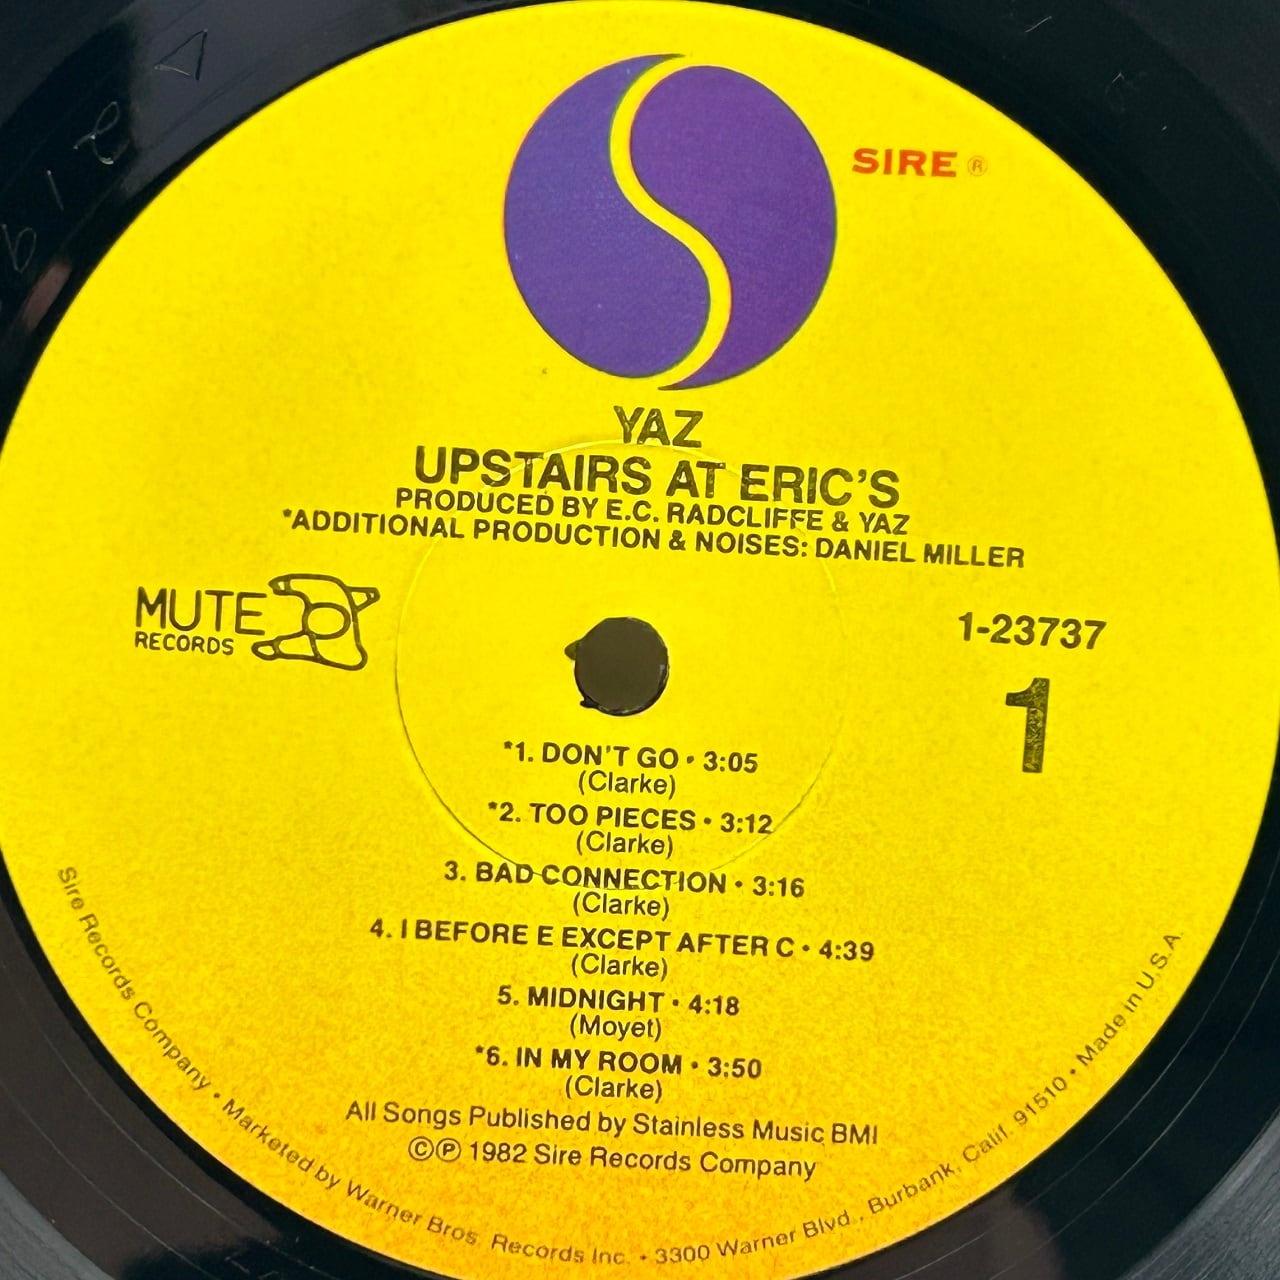 SIRE ®
YAZ
UPSTAIRS AT ERIC'S
PRODUCED BY E.C. RADCLIFFE & YAZ
*ADDITIONAL PRODUCTION & NOISES: DANIEL MILLER
MUTE
RECORDS
1-23737
1
*1. DON'T GO • 3:05
(Clarke)
*2. TOO PIECES • 3:12
(Clarke)
3. BAD CONNECTION • 3:16
(Clarke)
4. I BEFORE E EXCEPT AFTER C • 4:39
(Clarke)
5. MIDNIGHT • 4:18
(Moyet)
*6. IN MY ROOM • 3:50
(Clarke)
All Songs Published by Stainless Music BMI
©℗ 1982 Sire Records Company
Sire Records Company • Marketed by Warner Bros. Records Inc. • 3300 Warner Blvd., Burbank, Calif. 91510 • Made in U.S.A.